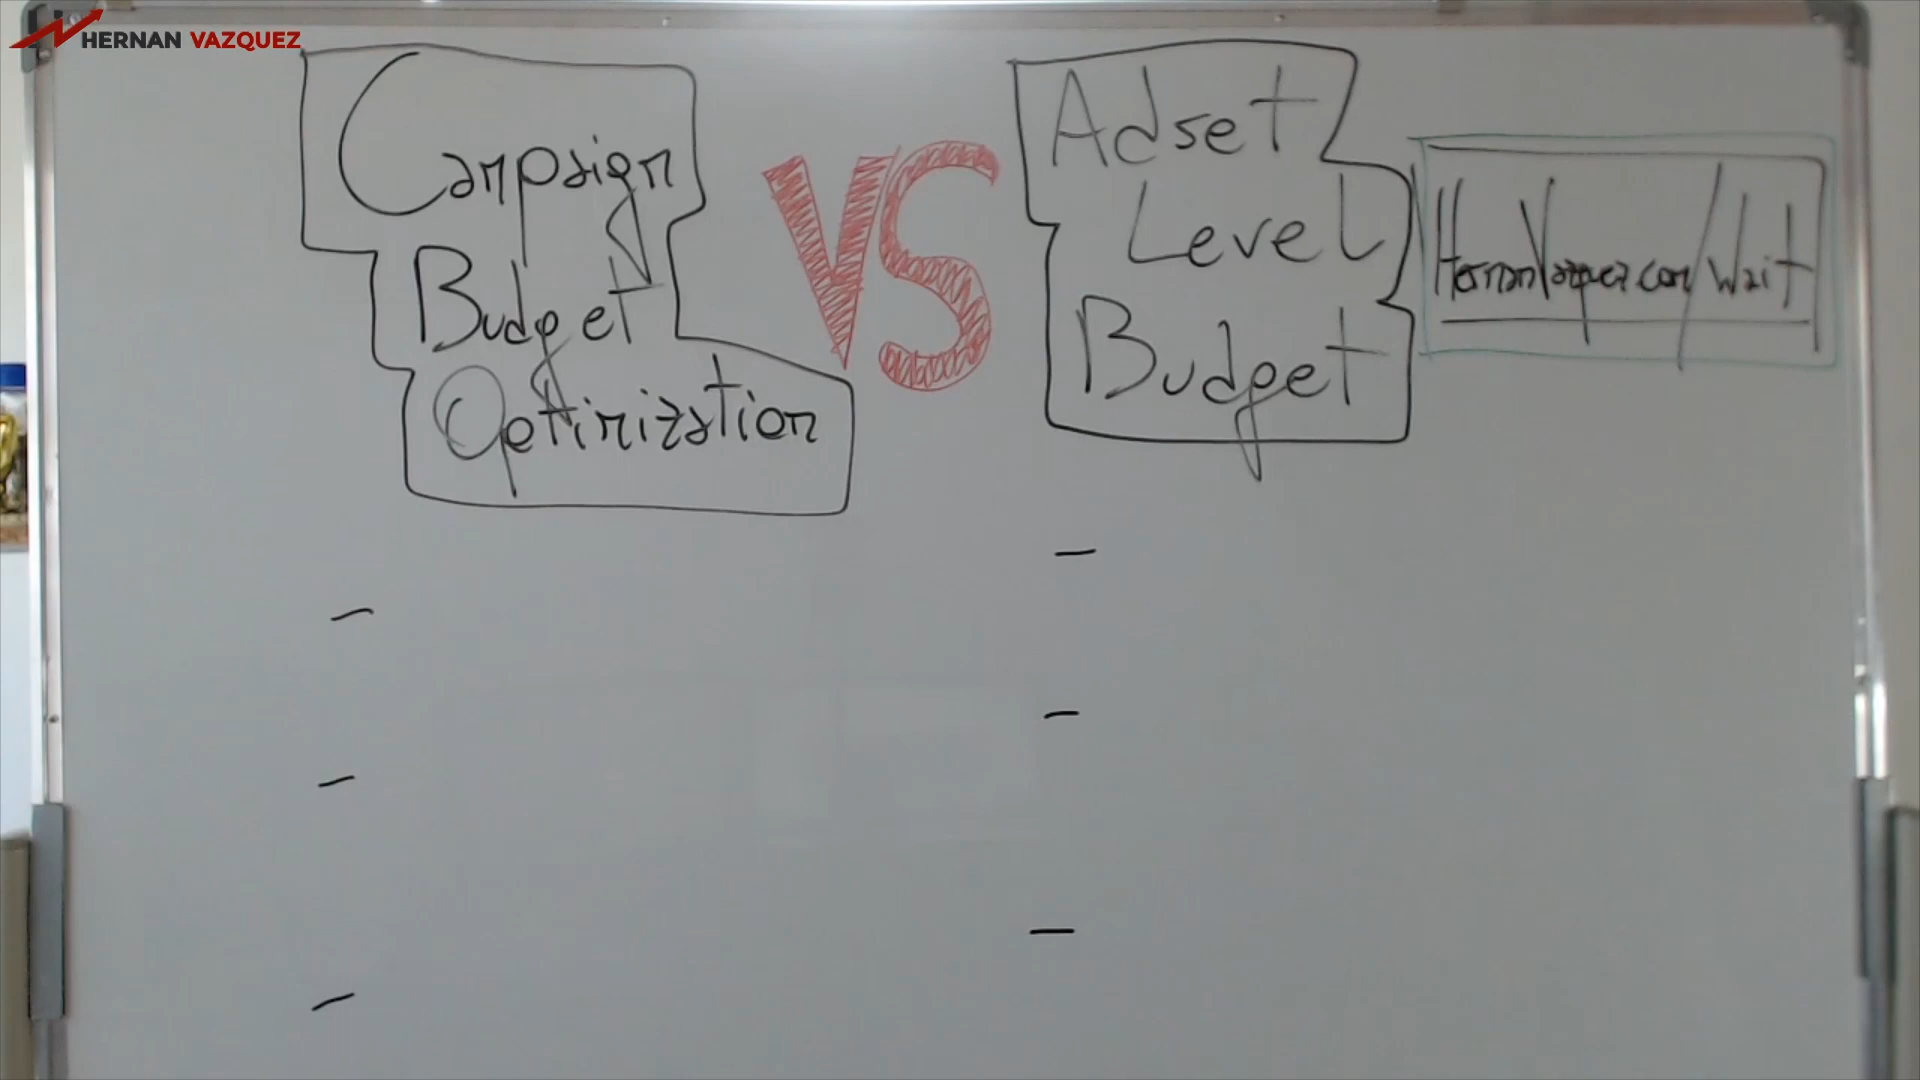 HERNAN VAZQUEZ
Campaign
Budget
Optimization
VS
Adset
Level
Budget
HernanVazquez.com/Wait